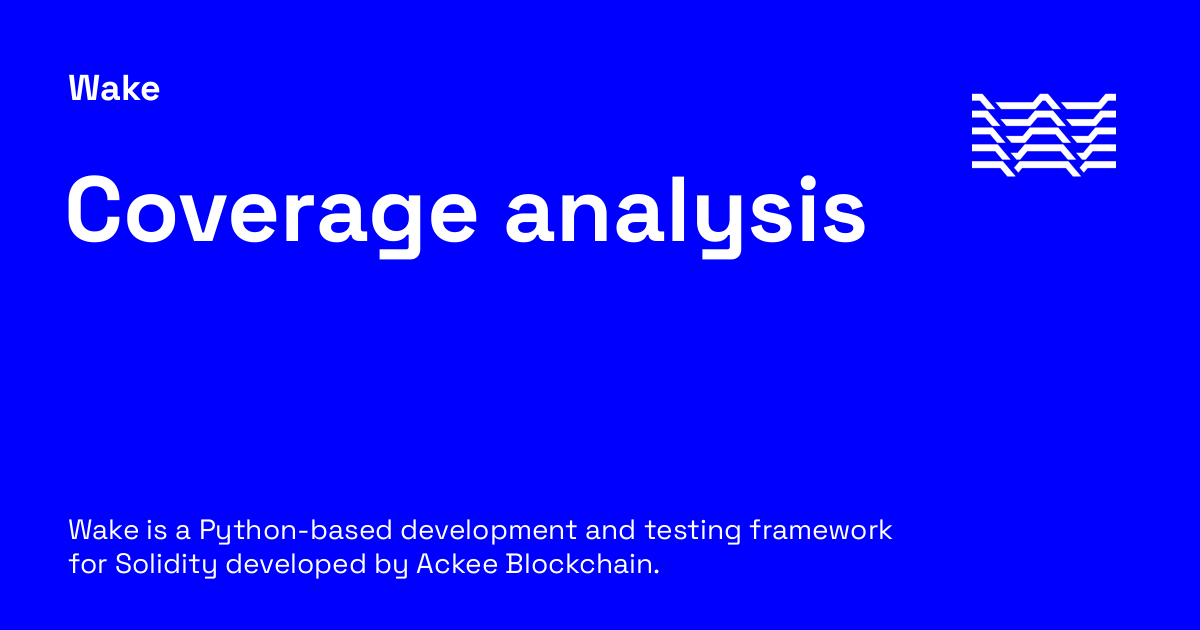 Wake
Coverage analysis
Wake is a Python-based development and testing framework
for Solidity developed by Ackee Blockchain.